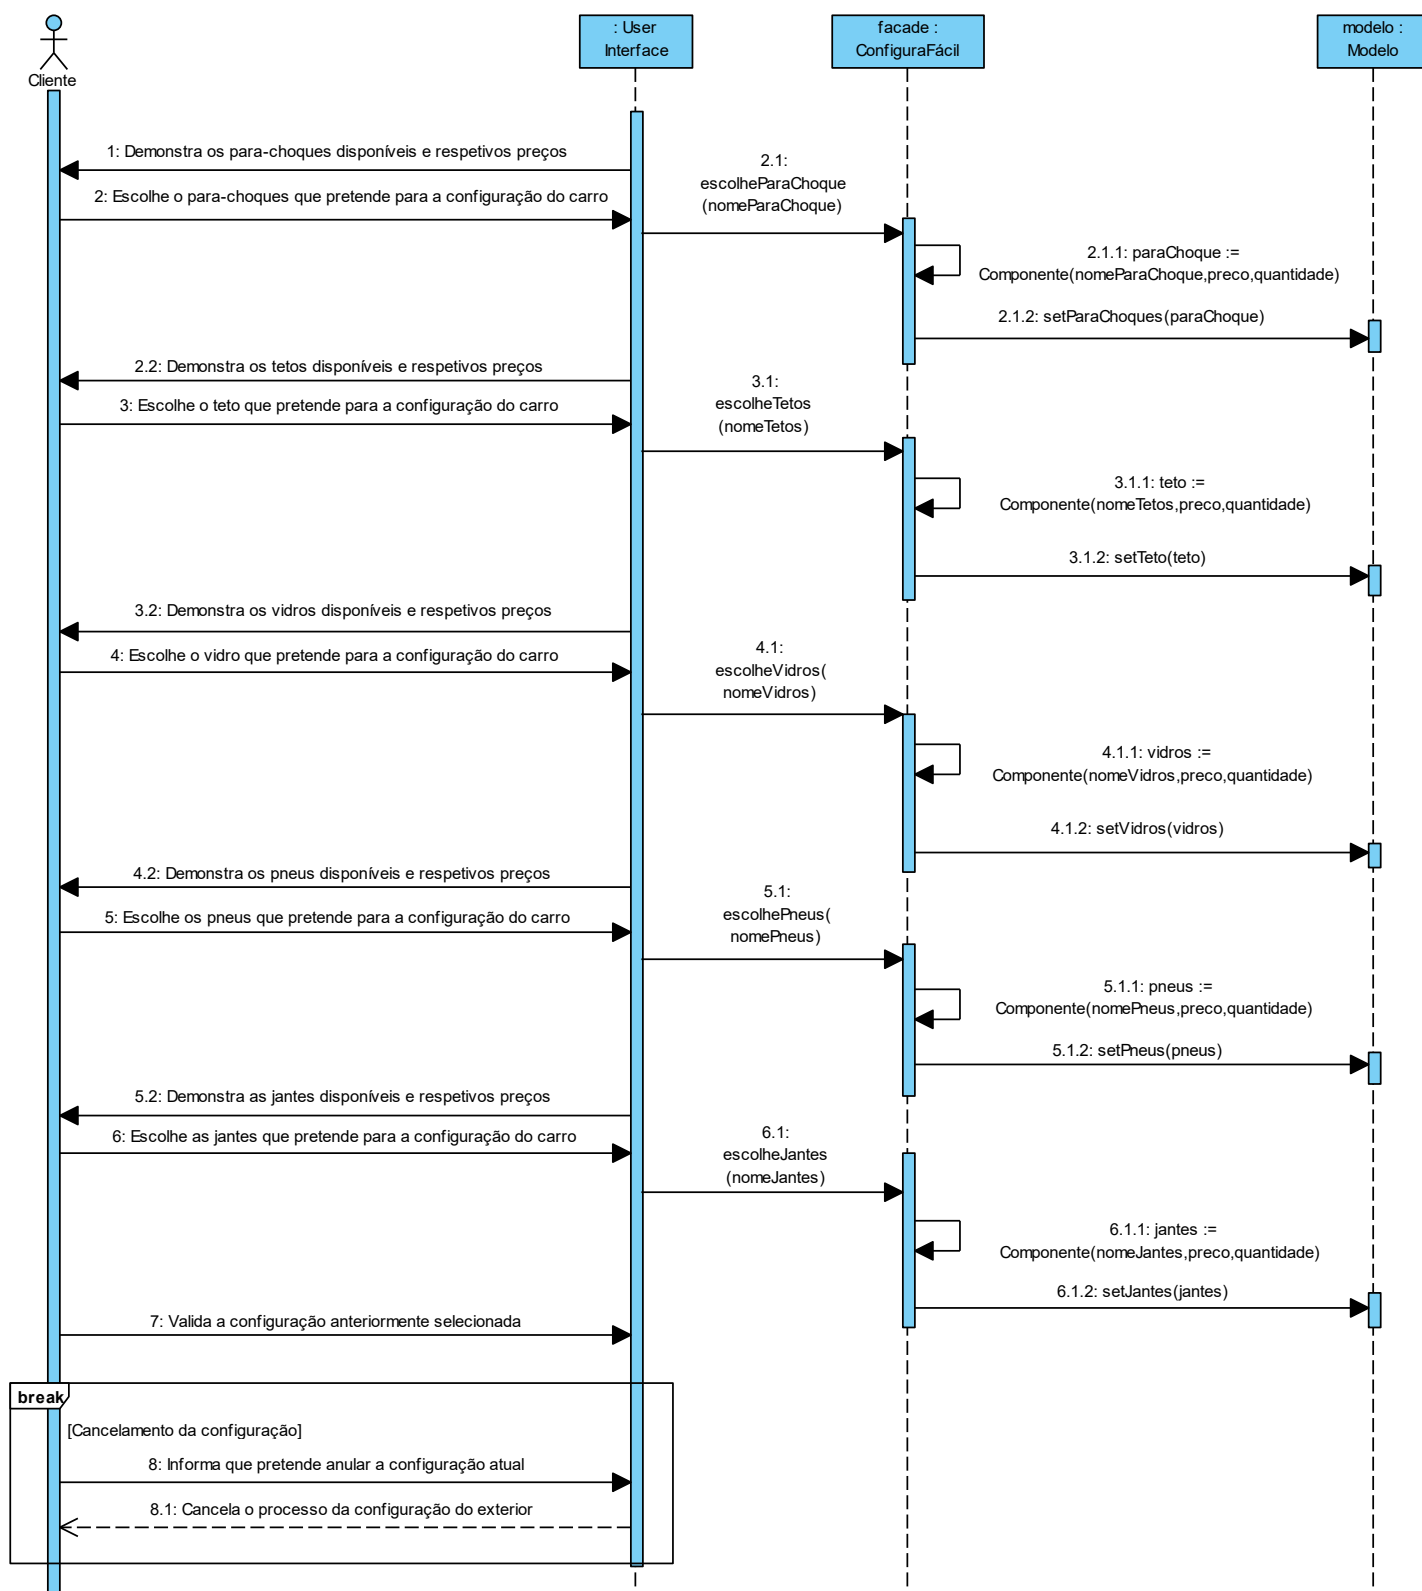 Cliente
: User
Interface
facade :
ConfiguraFácil
modelo :
Modelo
1: Demonstra os para-choques disponíveis e respetivos preços
2: Escolhe o para-choques que pretende para a configuração do carro
2.1:
escolheParaChoque
(nomeParaChoque)
2.1.1: paraChoque :=
Componente(nomeParaChoque,preco,quantidade)
2.1.2: setParaChoques(paraChoque)
2.2: Demonstra os tetos disponíveis e respetivos preços
3: Escolhe o teto que pretende para a configuração do carro
3.1:
escolheTetos
(nomeTetos)
3.1.1: teto :=
Componente(nomeTetos,preco,quantidade)
3.1.2: setTeto(teto)
3.2: Demonstra os vidros disponíveis e respetivos preços
4: Escolhe o vidro que pretende para a configuração do carro
4.1:
escolheVidros(
nomeVidros)
4.1.1: vidros :=
Componente(nomeVidros,preco,quantidade)
4.1.2: setVidros(vidros)
4.2: Demonstra os pneus disponíveis e respetivos preços
5: Escolhe os pneus que pretende para a configuração do carro
5.1:
escolhePneus(
nomePneus)
5.1.1: pneus :=
Componente(nomePneus,preco,quantidade)
5.1.2: setPneus(pneus)
5.2: Demonstra as jantes disponíveis e respetivos preços
6: Escolhe as jantes que pretende para a configuração do carro
6.1:
escolheJantes
(nomeJantes)
6.1.1: jantes :=
Componente(nomeJantes,preco,quantidade)
6.1.2: setJantes(jantes)
7: Valida a configuração anteriormente selecionada
break
[Cancelamento da configuração]
8: Informa que pretende anular a configuração atual
8.1: Cancela o processo da configuração do exterior